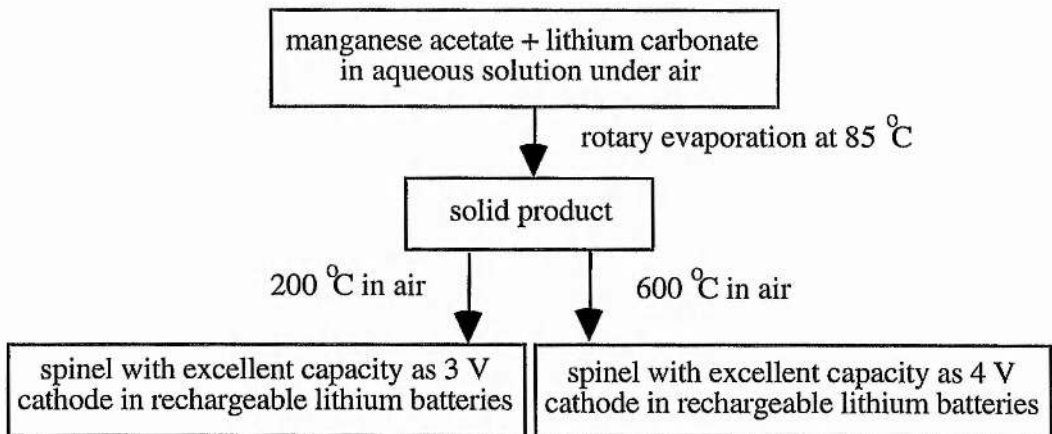 manganese acetate + lithium carbonate
in aqueous solution under air
rotary evaporation at 85 °C
solid product
200 °C in air
600 °C in air
spinel with excellent capacity as 3 V
cathode in rechargeable lithium batteries
spinel with excellent capacity as 4 V
cathode in rechargeable lithium batteries